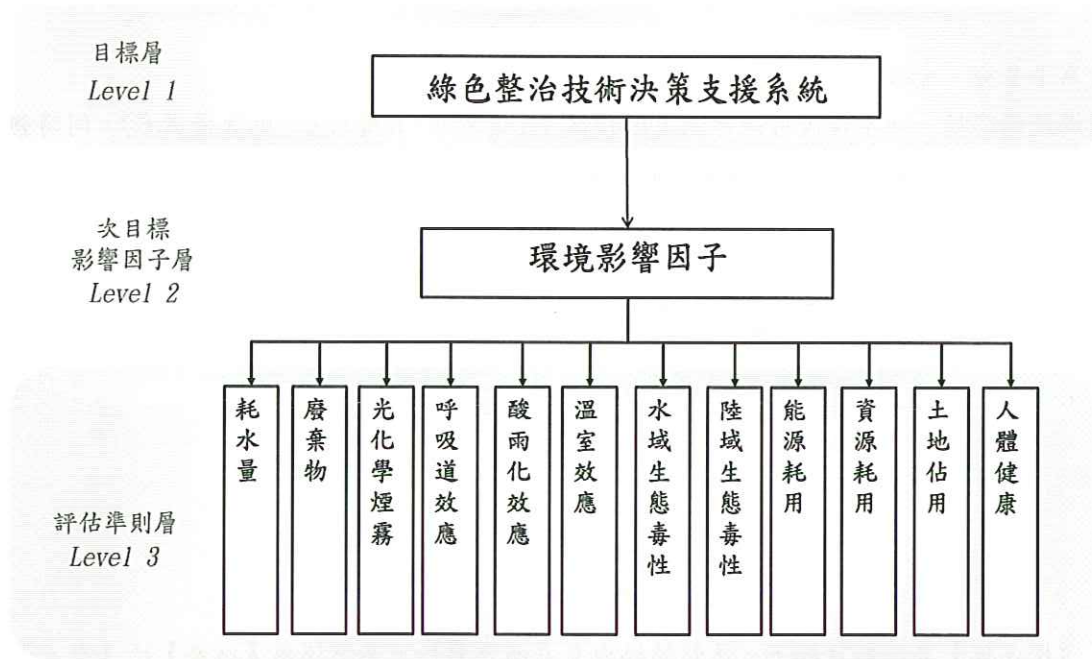 目標層
Level 1
綠色整治技術決策支援系統
次目標
影響因子層
Level 2
環境影響因子
評估準則層
Level 3
耗水量
廢棄物
光化學煙霧
呼吸道效應
酸雨化效應
溫室效應
水域生態毒性
陸域生態毒性
能源耗用
資源耗用
土地佔用
人體健康